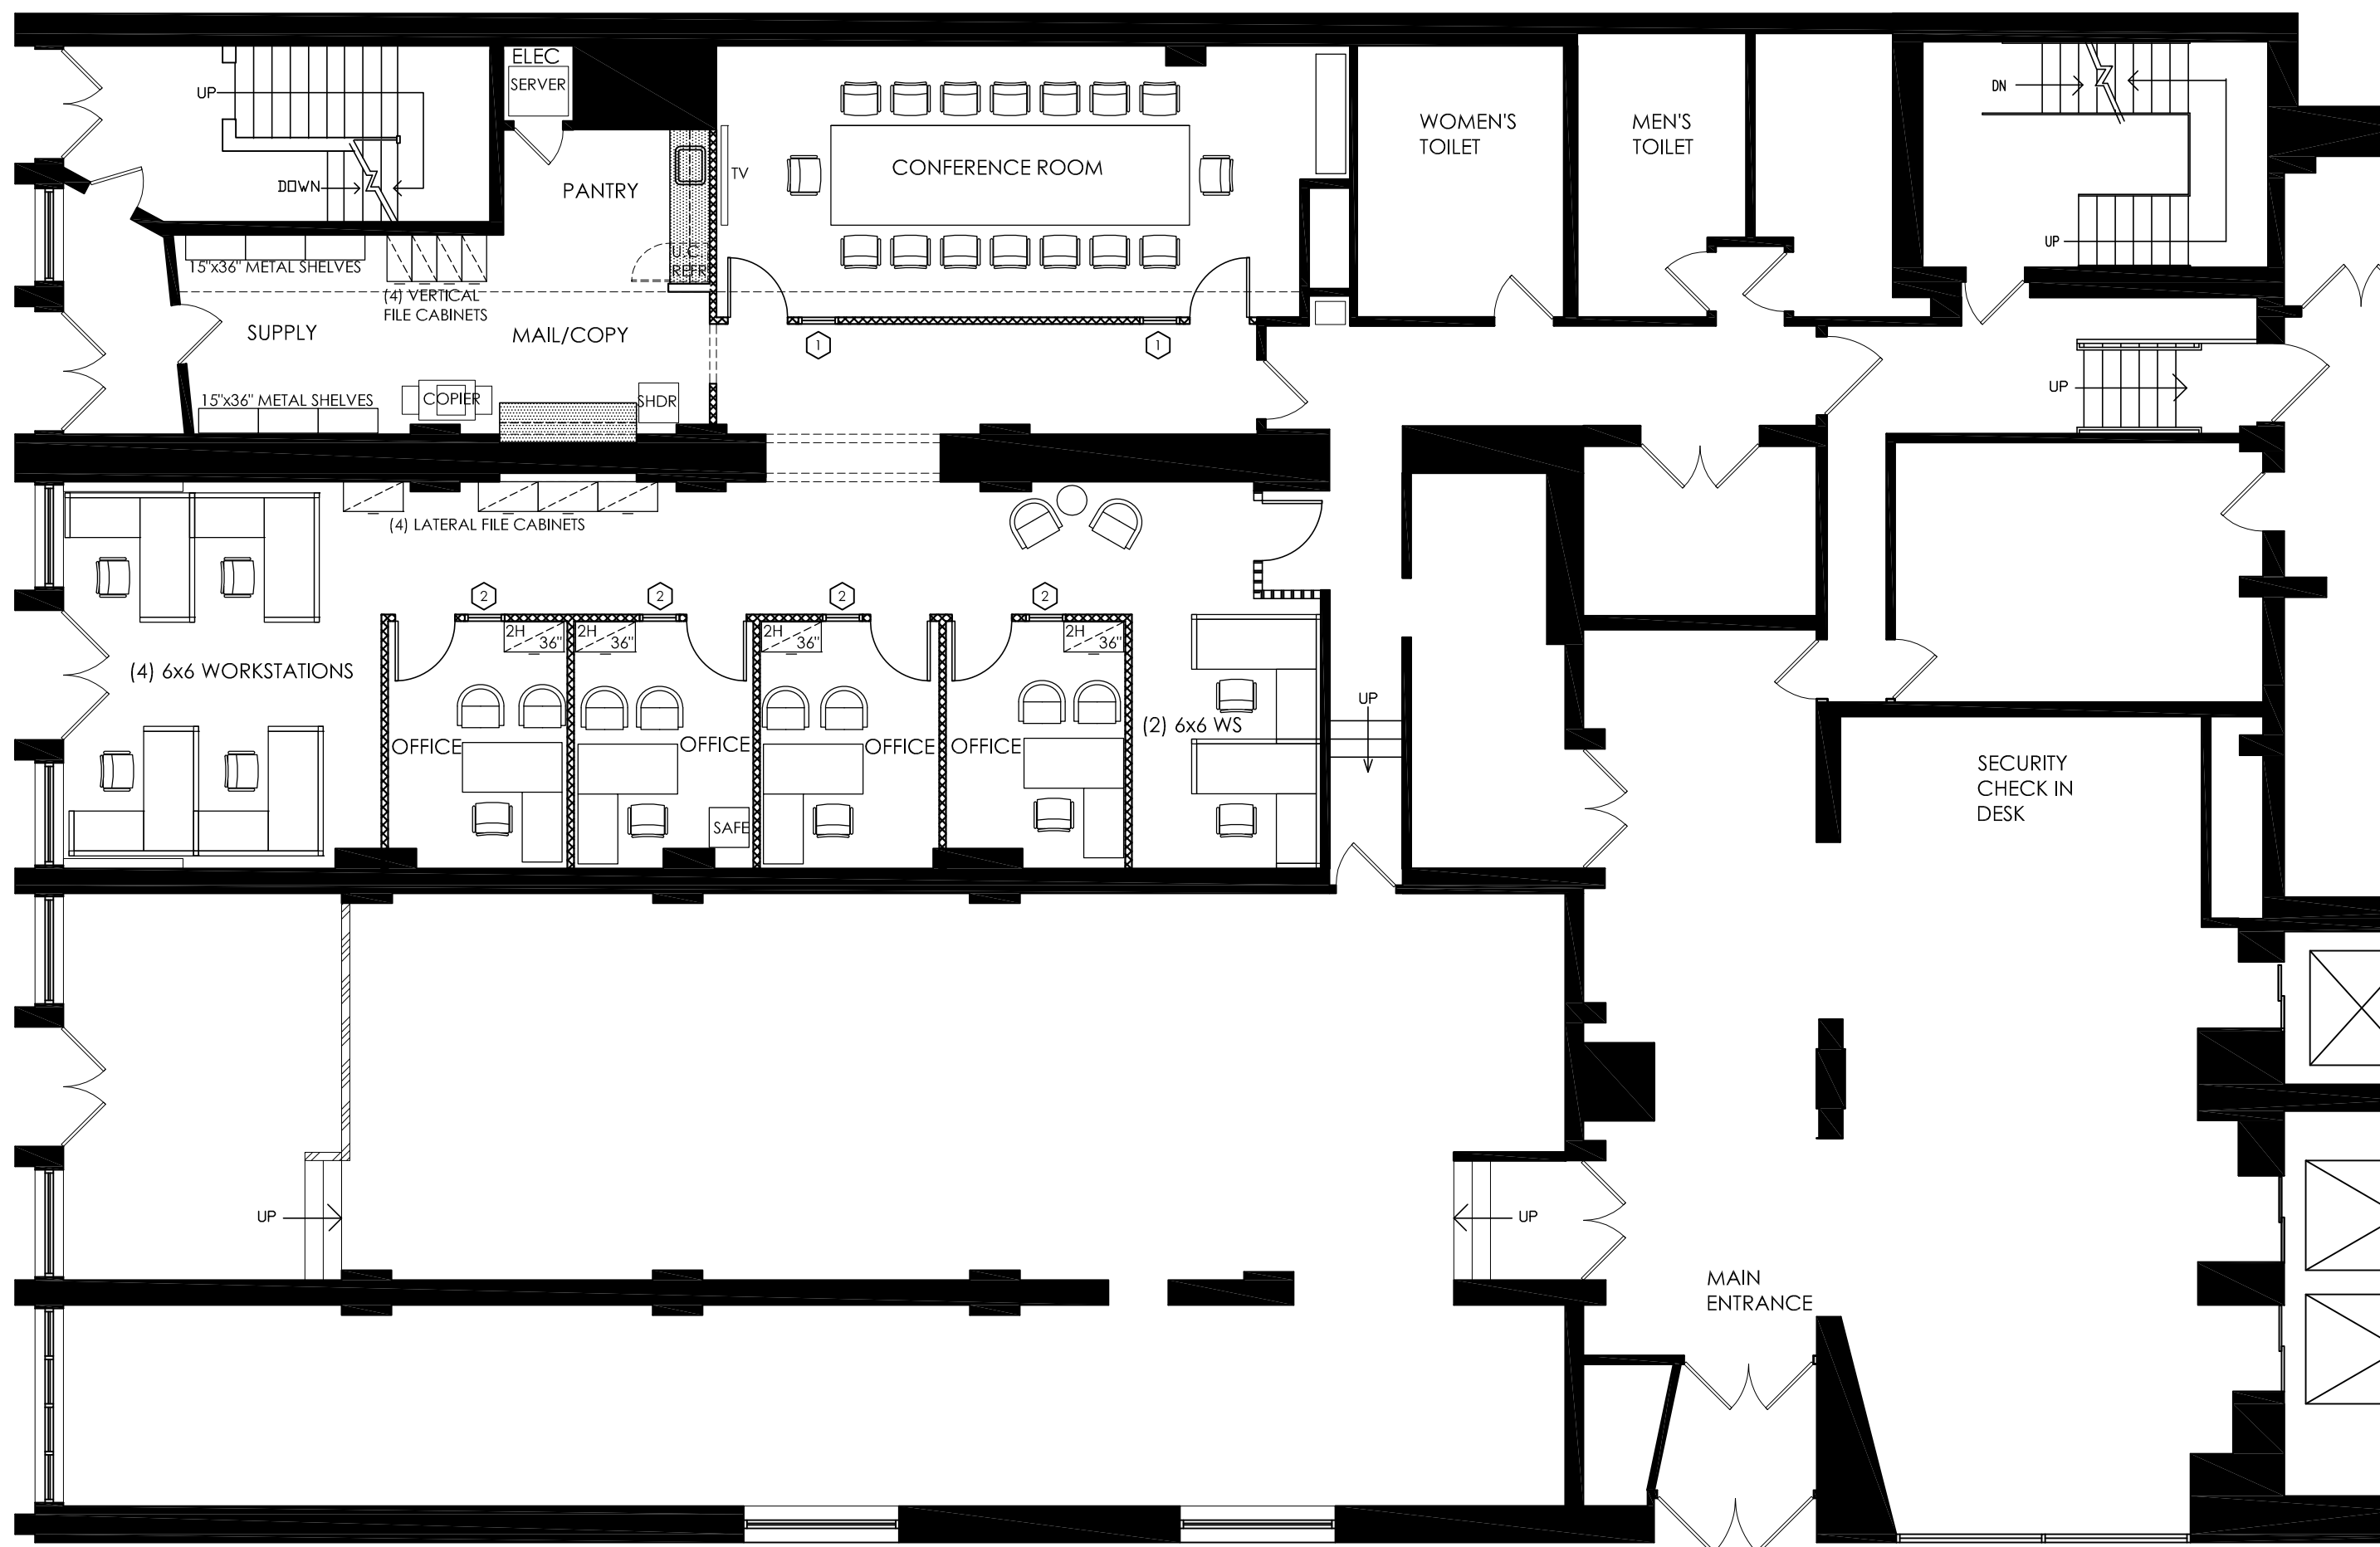 ELEC
SERVER
UP
DN
WOMEN'S
TOILET
MEN'S
TOILET
CONFERENCE ROOM
TV
DOWN
PANTRY
UP
U.C.
REFR
15"x36" METAL SHELVES
(4) VERTICAL
FILE CABINETS
SUPPLY
MAIL/COPY
1
1
UP
15"x36" METAL SHELVES
COPIER
SHDR
(4) LATERAL FILE CABINETS
2
2
2
2
2H
36"
2H
36"
2H
36"
2H
36"
(4) 6x6 WORKSTATIONS
UP
(2) 6x6 WS
OFFICE
OFFICE
OFFICE
OFFICE
SECURITY
CHECK IN
DESK
SAFE
UP
UP
MAIN
ENTRANCE